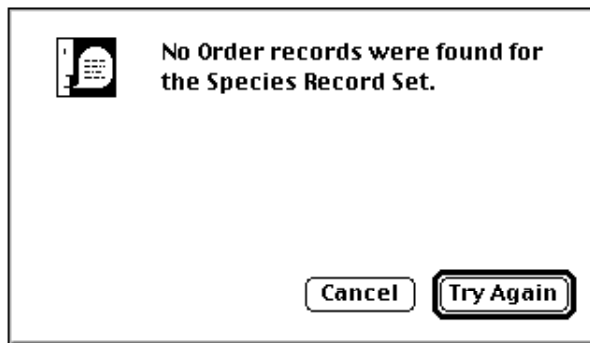 No Order records were found for
the Species Record Set.
Cancel
Try Again